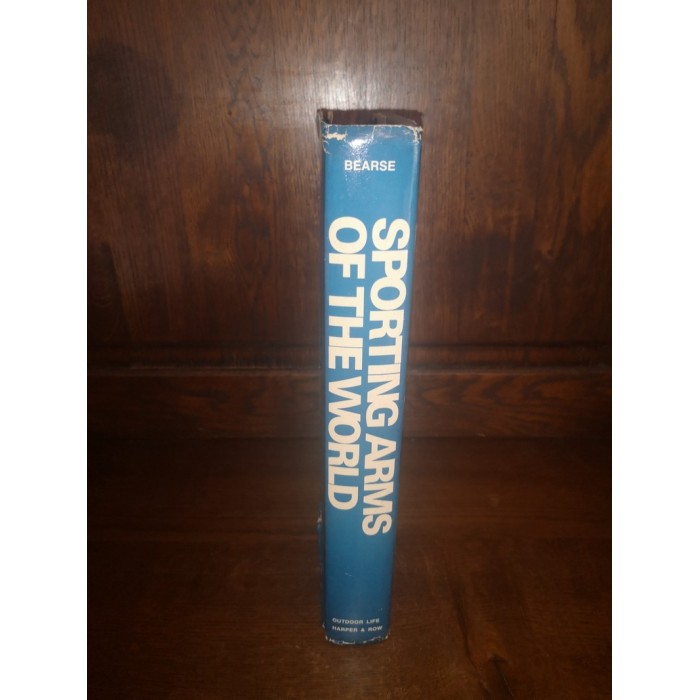 BEARSE
SPORTING ARMS
OF THE WORLD
OUTDOOR LIFE
HARPER & ROW